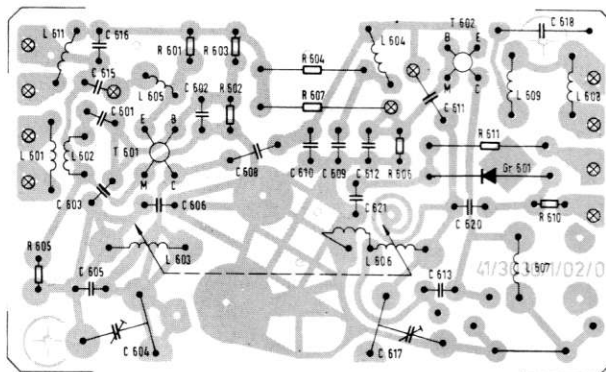 L 611
C 616
R 601
R 603
L 604
T 602
B
E
M
C
C 618
R 604
C 615
L 605
C 602
R 602
R 607
C 611
L 609
L 608
C 601
T 601
E
B
M
C
L 601
L 602
C 608
C 610
C 609
C 612
R 606
R 611
Gr 601
C 603
C 606
C 621
C 620
R 610
R 605
L 603
L 606
L 607
C 605
C 613
C 604
C 617